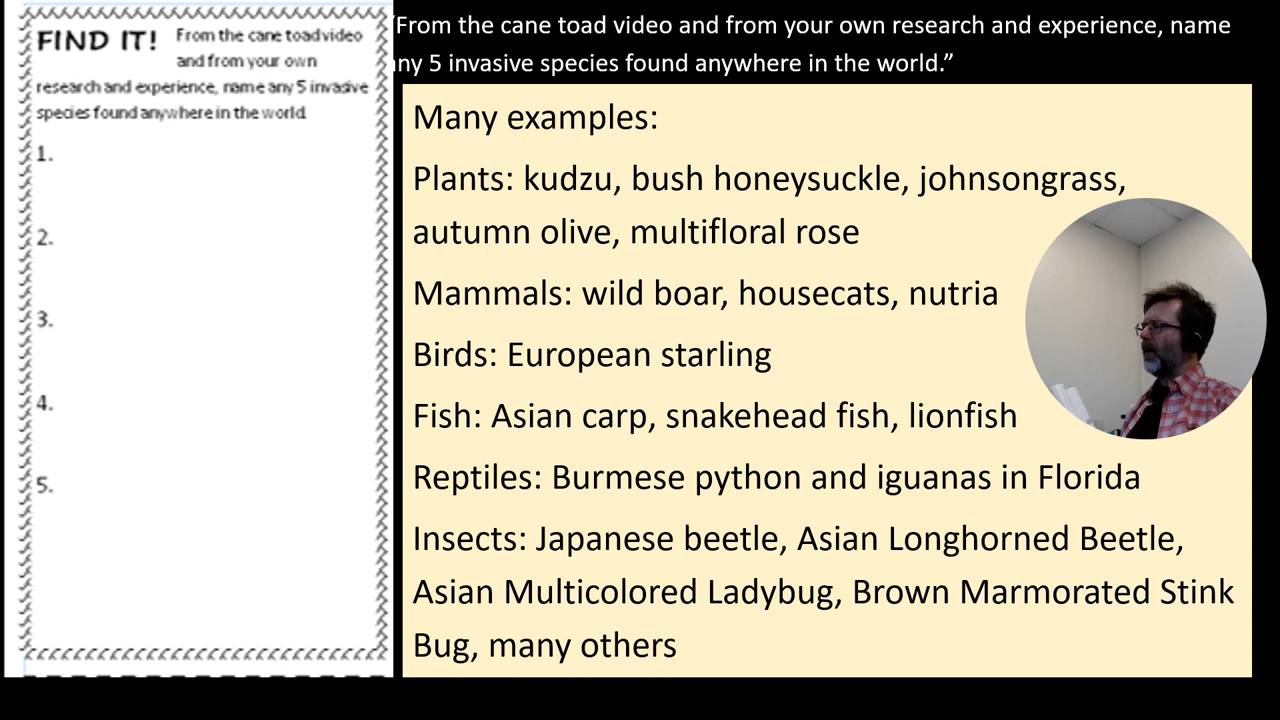 FIND IT! From the cane toad video
and from your own
research and experience, name any 5 invasive
species found anywhere in the world.
1.
2.
3.
4.
5.
“From the cane toad video and from your own research and experience, name
any 5 invasive species found anywhere in the world.”
Many examples:
Plants: kudzu, bush honeysuckle, johnsongrass,
autumn olive, multifloral rose
Mammals: wild boar, housecats, nutria
Birds: European starling
Fish: Asian carp, snakehead fish, lionfish
Reptiles: Burmese python and iguanas in Florida
Insects: Japanese beetle, Asian Longhorned Beetle,
Asian Multicolored Ladybug, Brown Marmorated Stink
Bug, many others